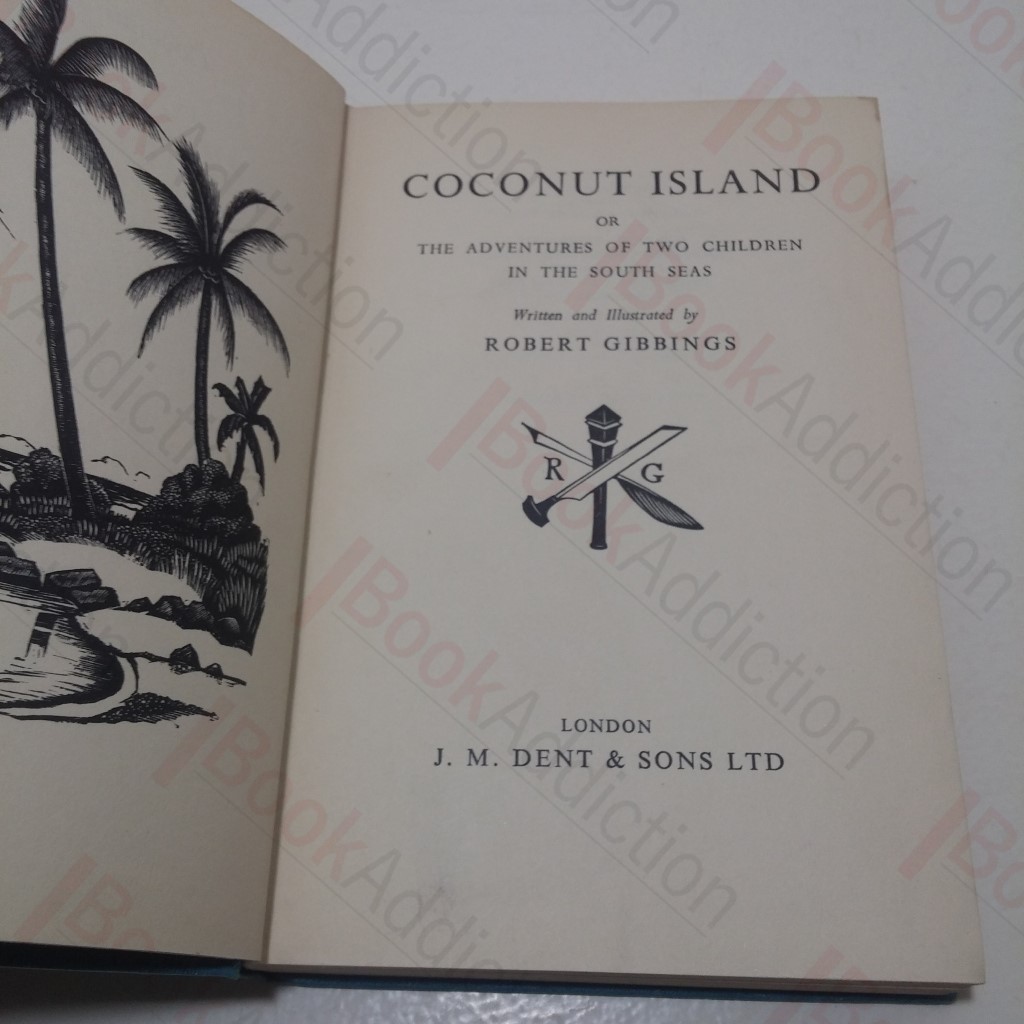 COCONUT ISLAND
OR
THE ADVENTURES OF TWO CHILDREN
IN THE SOUTH SEAS
Written and Illustrated by
ROBERT GIBBINGS
R G
LONDON
J. M. DENT & SONS LTD
BookAddiction